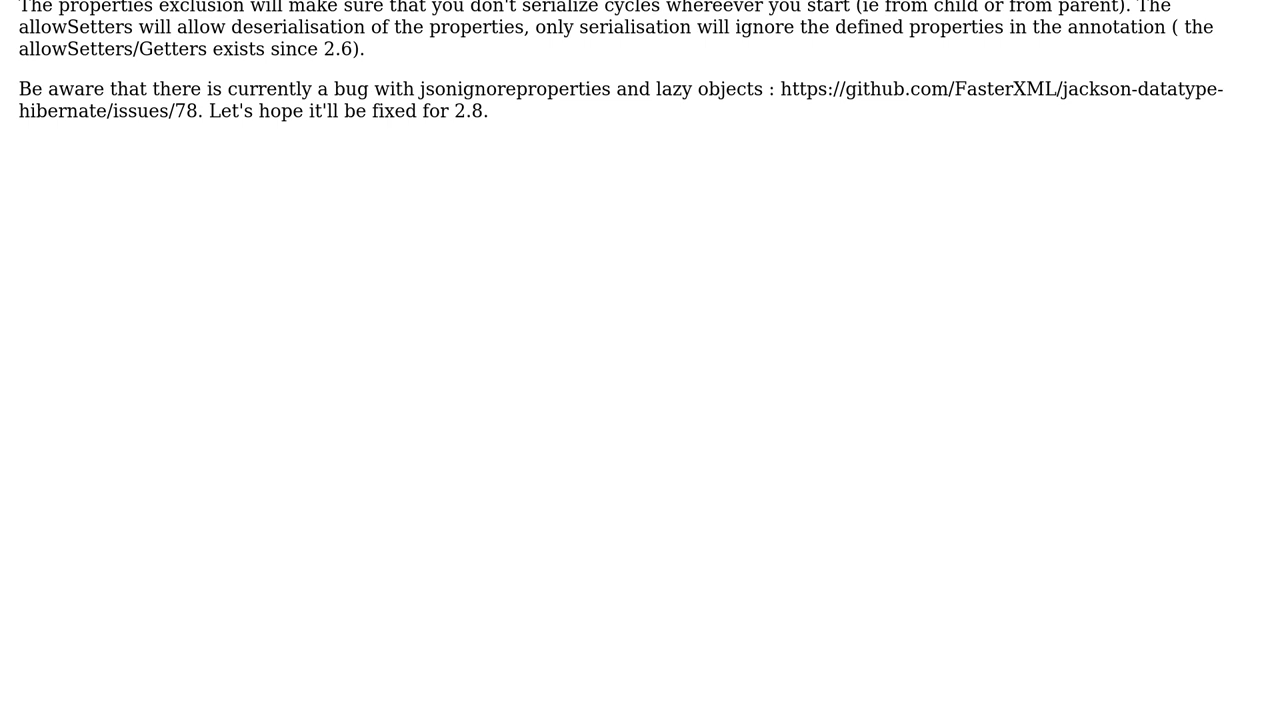 The properties exclusion will make sure that you don't serialize cycles whereever you start (ie from child or from parent). The
allowSetters will allow deserialisation of the properties, only serialisation will ignore the defined properties in the annotation ( the
allowSetters/Getters exists since 2.6).
Be aware that there is currently a bug with jsonignoreproperties and lazy objects : https://github.com/FasterXML/jackson-datatype-
hibernate/issues/78. Let's hope it'll be fixed for 2.8.